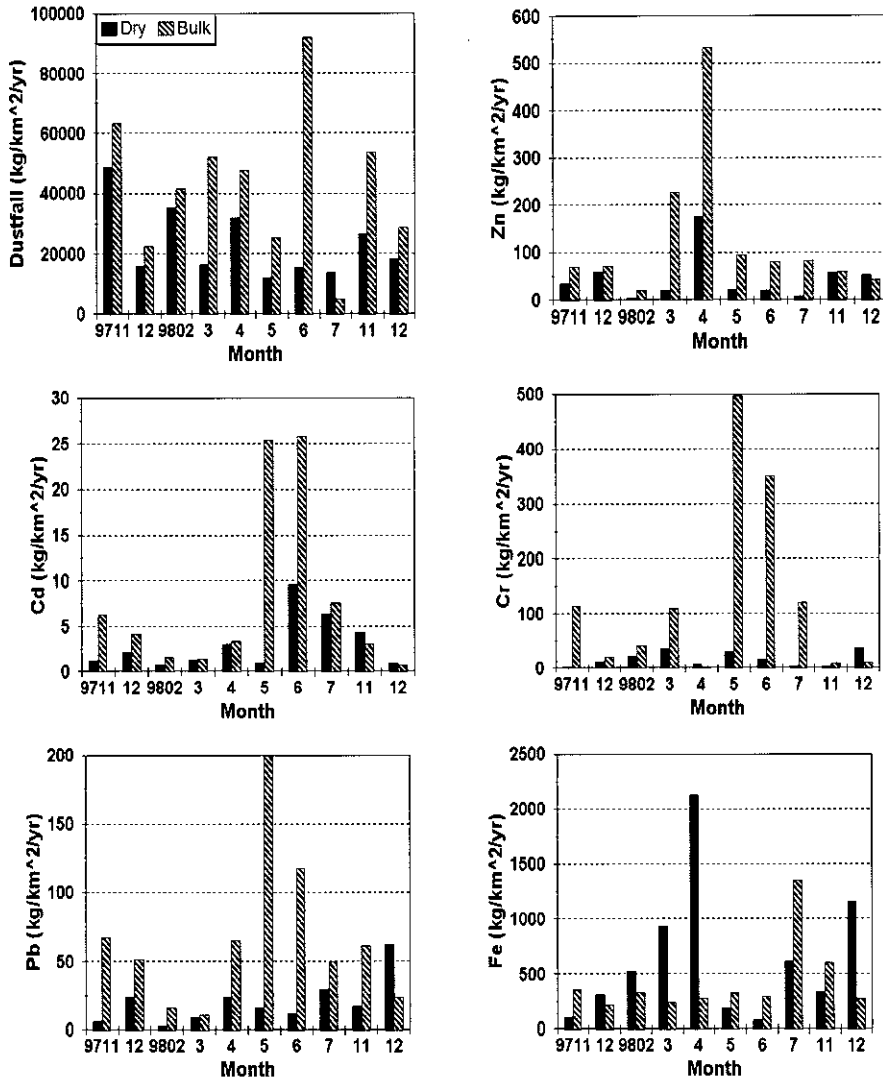 Dustfall (kg/km^2/yr)
100000
80000
60000
40000
20000
0
Dry Bulk
9711 12 9802 3 4 5 6 7 11 12
Month
Zn (kg/km^2/yr)
600
500
400
300
200
100
0
9711 12 9802 3 4 5 6 7 11 12
Month
Cd (kg/km^2/yr)
30
25
20
15
10
5
0
9711 12 9802 3 4 5 6 7 11 12
Month
Cr (kg/km^2/yr)
500
400
300
200
100
0
9711 12 9802 3 4 5 6 7 11 12
Month
Pb (kg/km^2/yr)
200
150
100
50
0
9711 12 9802 3 4 5 6 7 11 12
Month
Fe (kg/km^2/yr)
2500
2000
1500
1000
500
0
9711 12 9802 3 4 5 6 7 11 12
Month